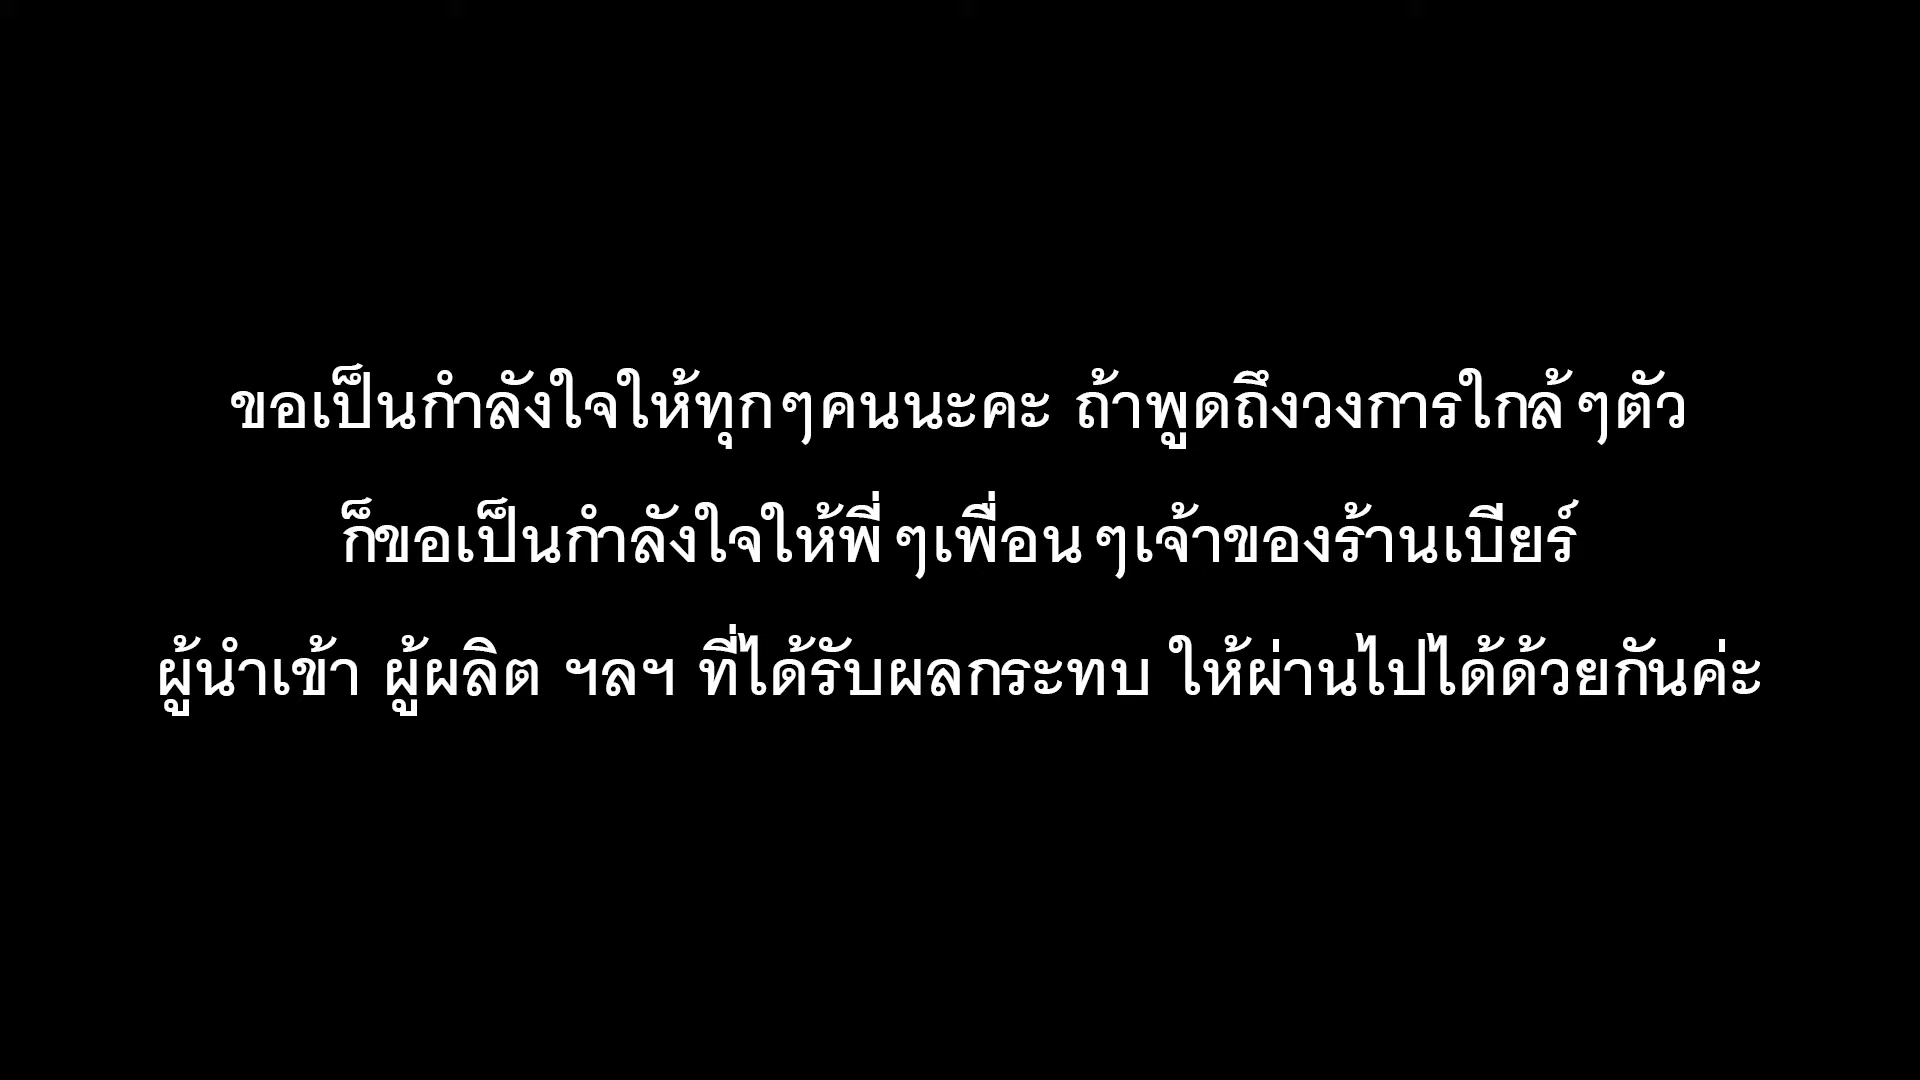 ขอเป็นกำลังใจให้ทุกๆคนนะคะ ถ้าพูดถึงวงการใกล้ๆตัว
ก็ขอเป็นกำลังใจให้พี่ๆเพื่อนๆเจ้าของร้านเบียร์
ผู้นำเข้า ผู้ผลิต ฯลฯ ที่ได้รับผลกระทบ ให้ผ่านไปได้ด้วยกันค่ะ